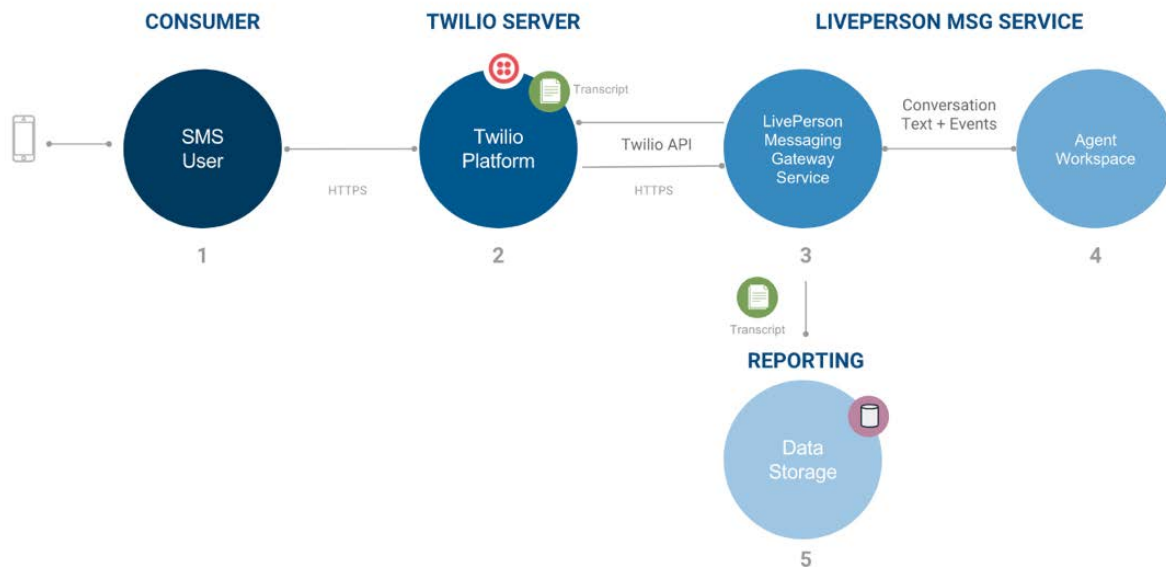 CONSUMER
TWILIO SERVER
LIVEPERSON MSG SERVICE
Transcript
SMS
User
HTTPS
Twilio
Platform
Twilio API
HTTPS
LivePerson
Messaging
Gateway
Service
Conversation
Text + Events
Agent
Workspace
1
2
3
4
Transcript
REPORTING
Data
Storage
5